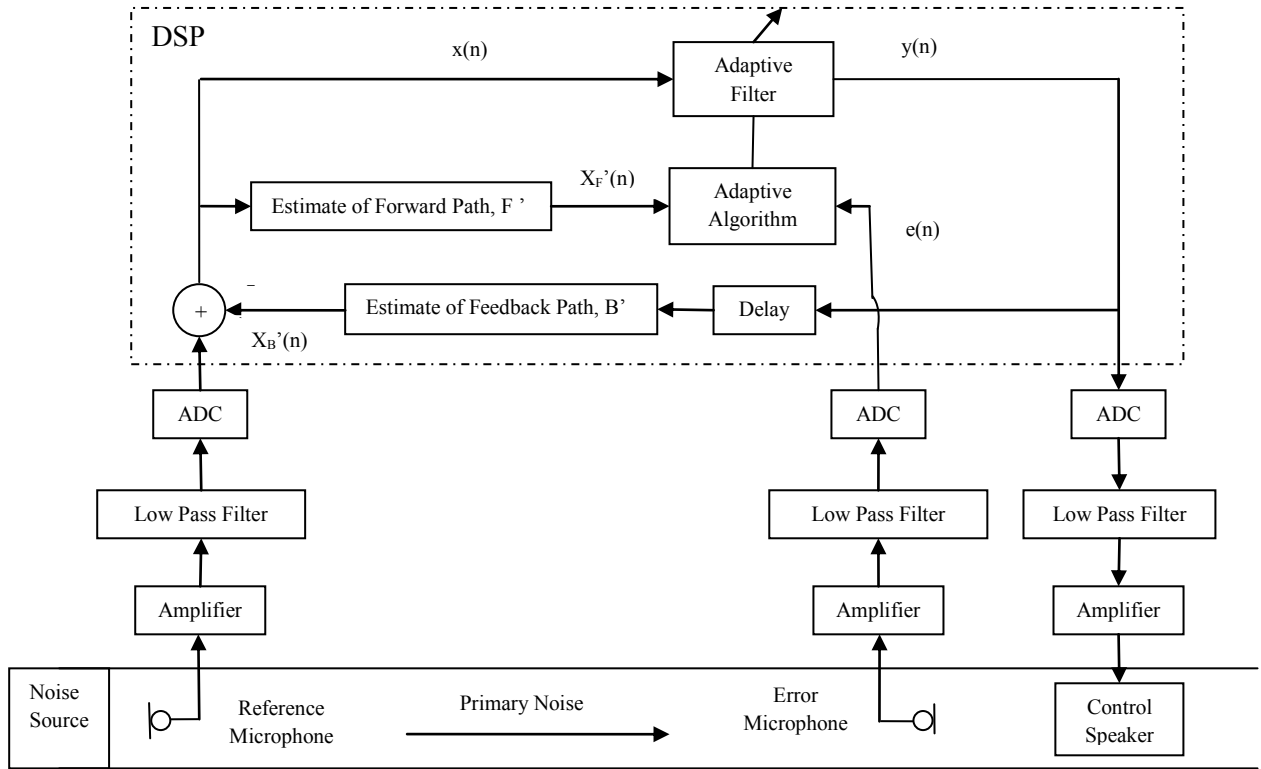 DSP
x(n)
Adaptive
Filter
y(n)
Estimate of Forward Path, F ’
X_F’(n)
Adaptive
Algorithm
e(n)
+
–
X_B’(n)
Estimate of Feedback Path, B’
Delay
ADC
ADC
ADC
Low Pass Filter
Low Pass Filter
Low Pass Filter
Amplifier
Amplifier
Amplifier
Noise
Source
Reference
Microphone
Primary Noise
Error
Microphone
Control
Speaker